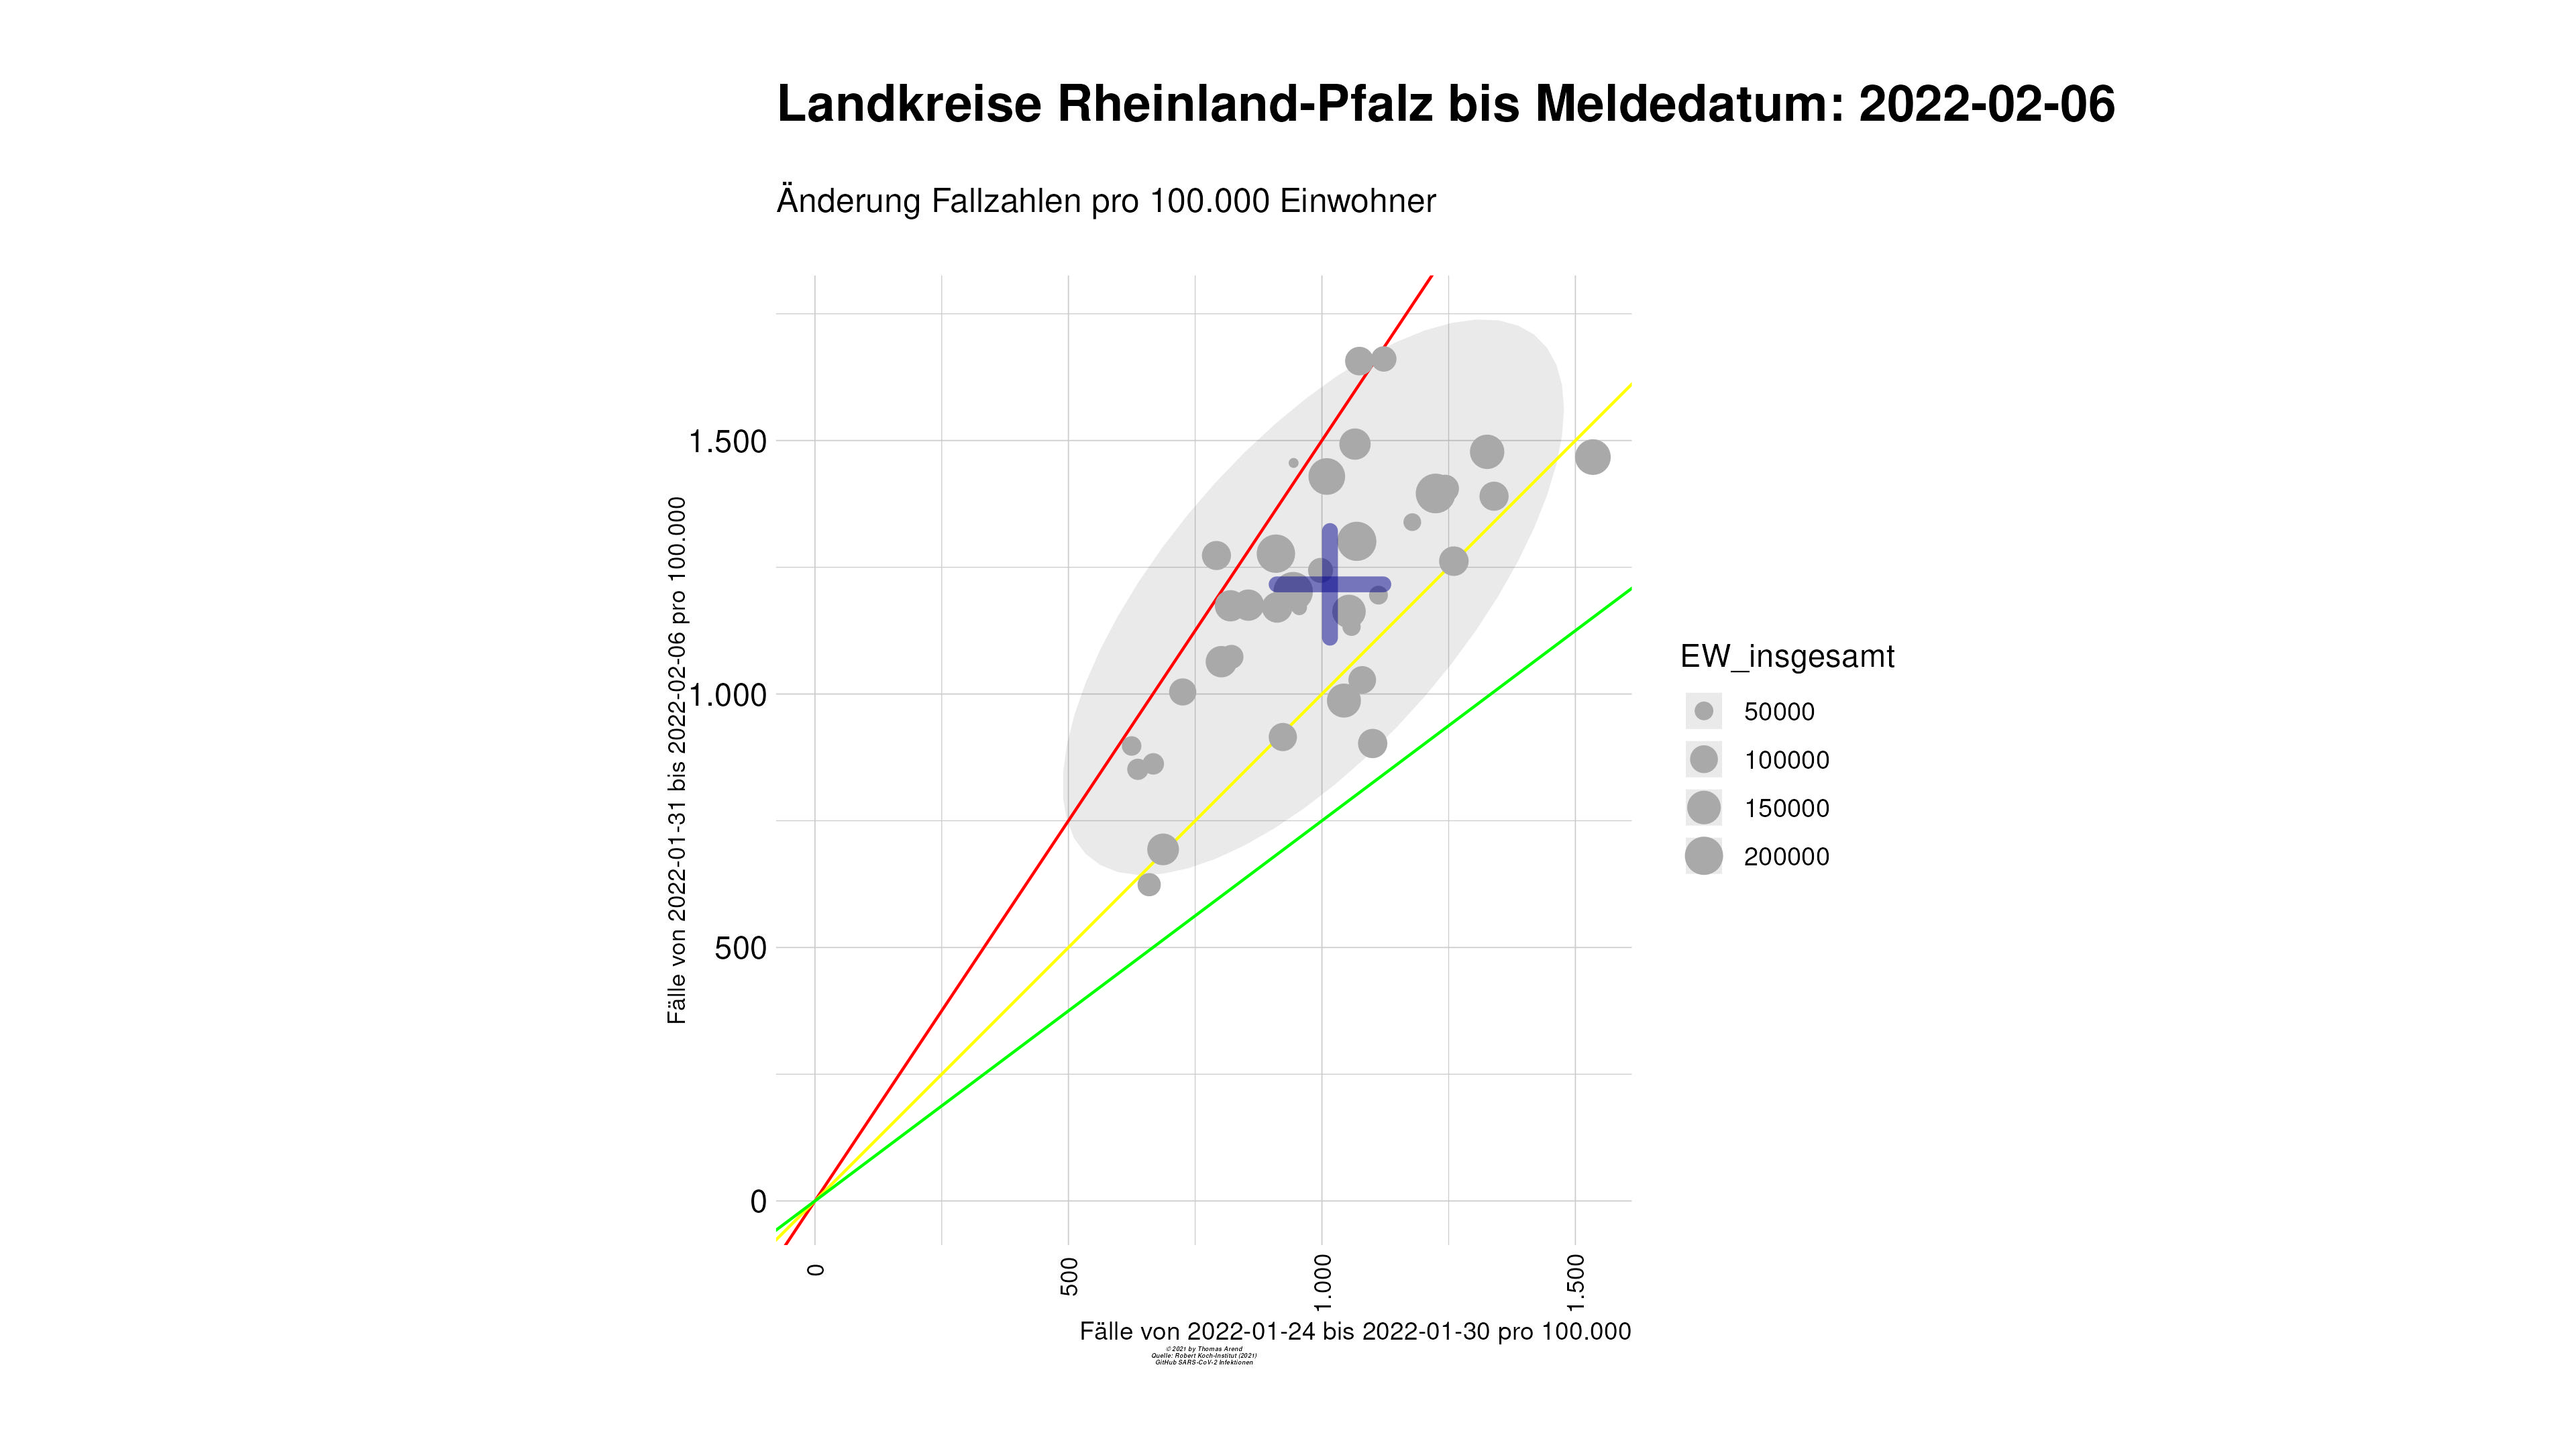 Landkreise Rheinland-Pfalz bis Meldedatum: 2022-02-06
Änderung Fallzahlen pro 100.000 Einwohner
Fälle von 2022-01-31 bis 2022-02-06 pro 100.000
1.500
1.000
500
0
0
500
1.000
1.500
Fälle von 2022-01-24 bis 2022-01-30 pro 100.000
© 2021 by Thomas Arend
Quelle: Robert Koch-Institut (2021)
GitHub SARS-CoV-2 Infektionen
EW_insgesamt
50000
100000
150000
200000